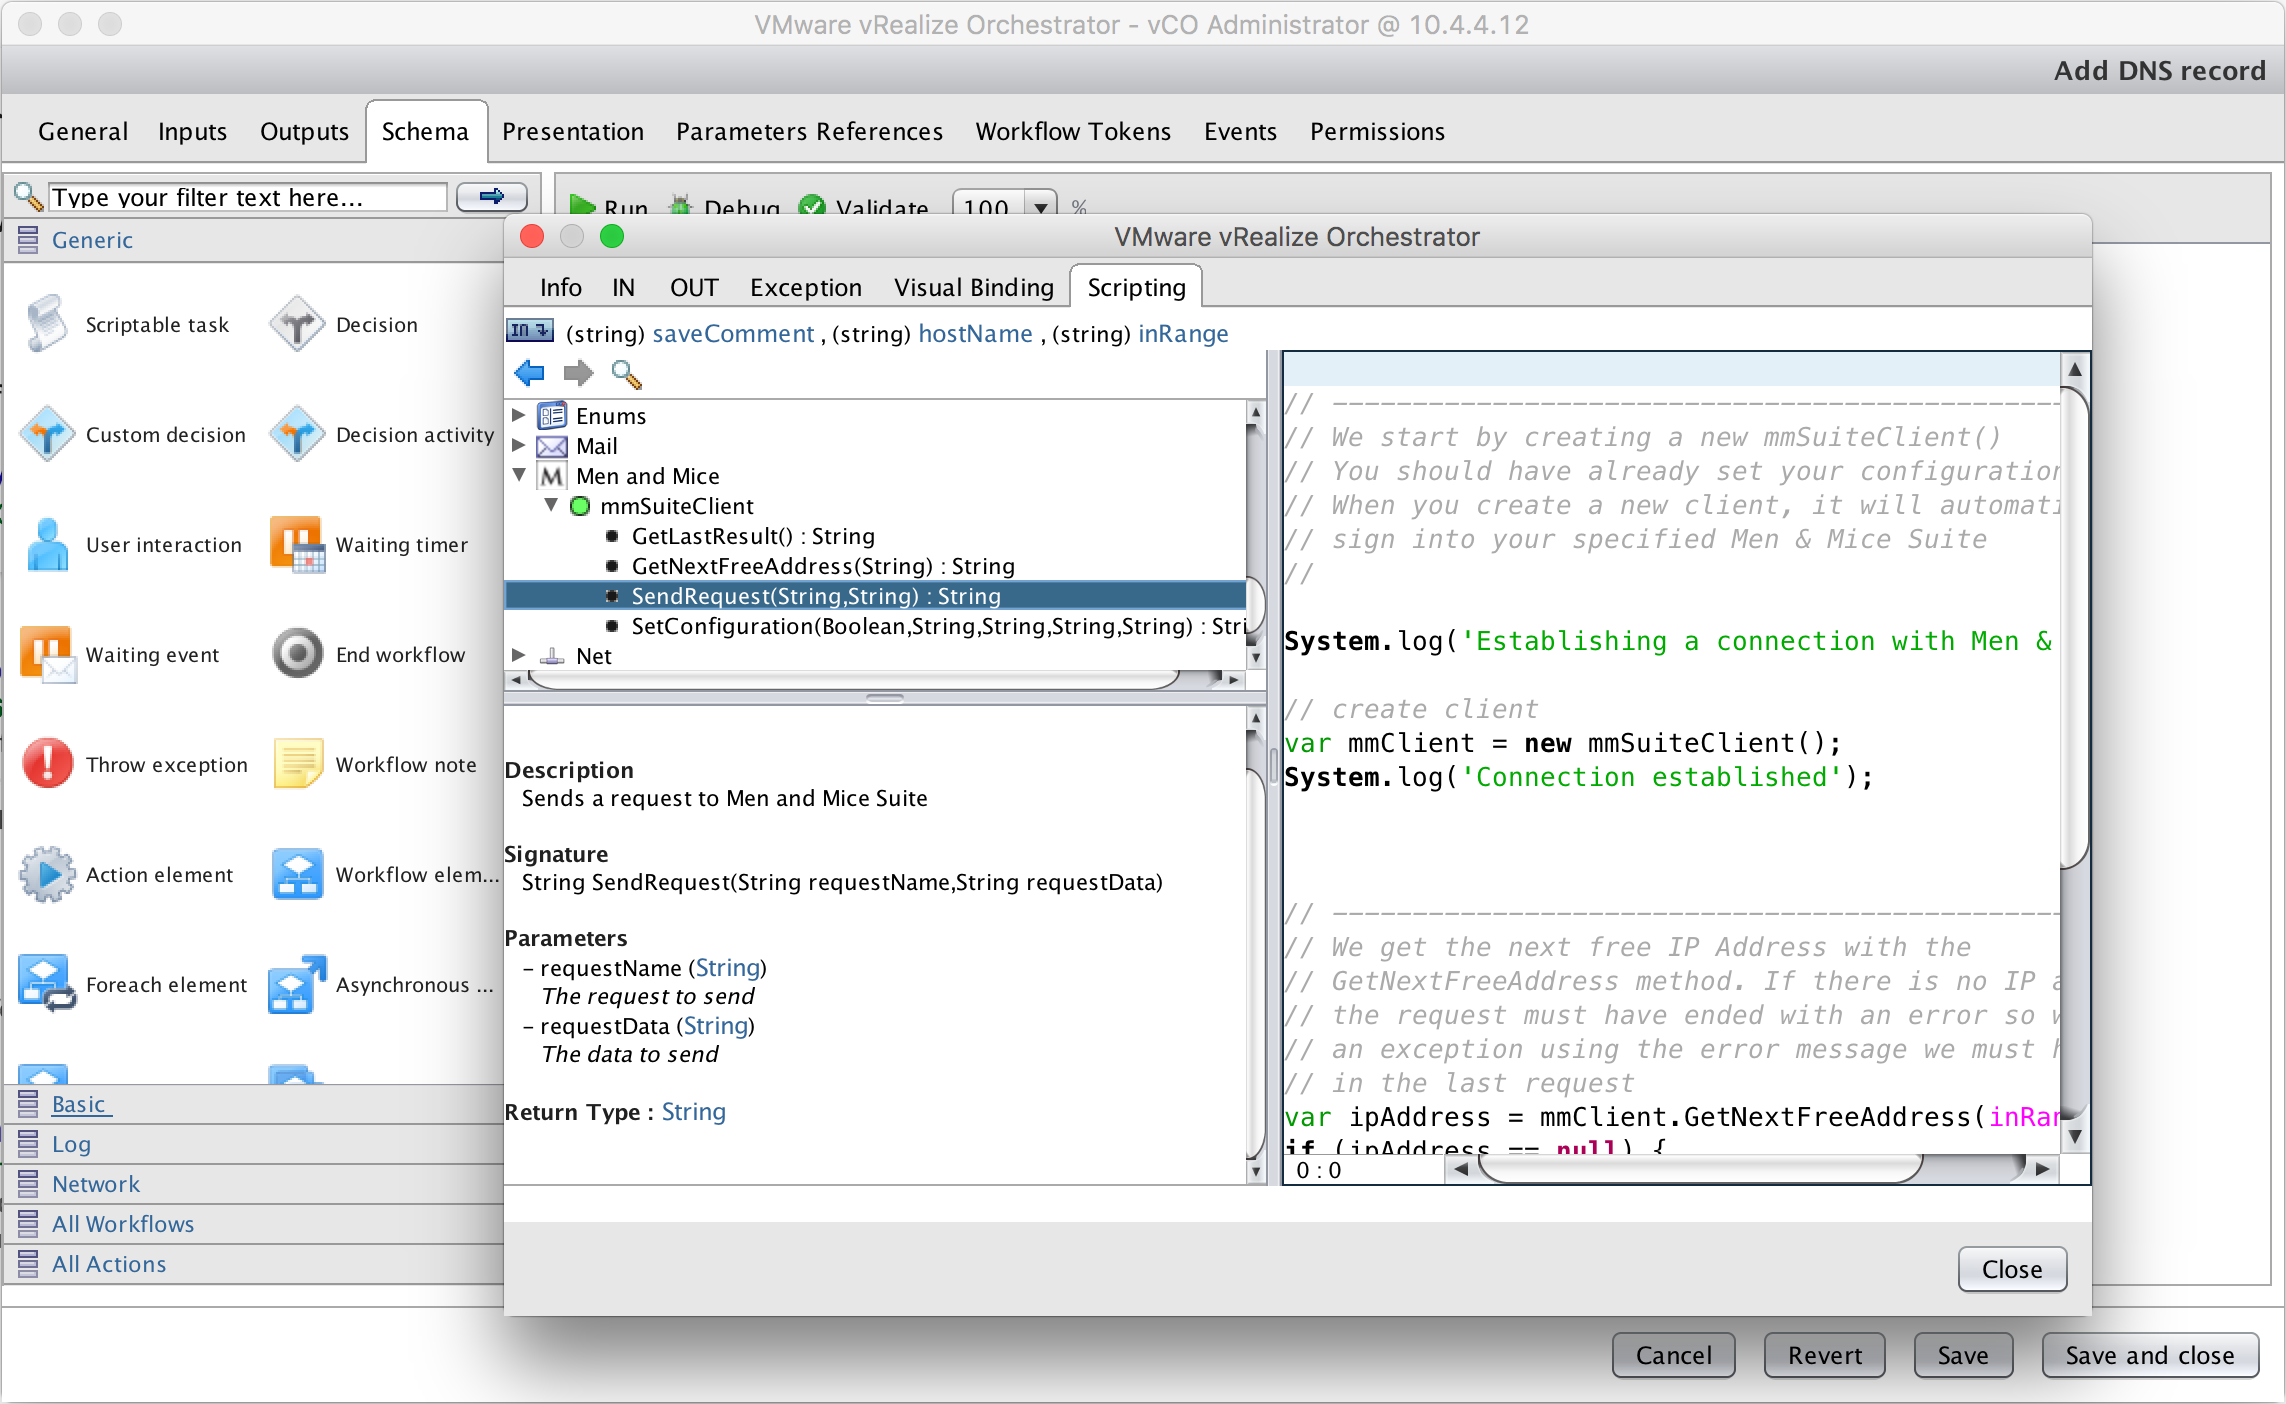 VMware vRealize Orchestrator - vCO Administrator @ 10.4.4.12
Add DNS record
General Inputs Outputs Schema Presentation Parameters References Workflow Tokens Events Permissions
Type your filter text here...
Run Debug Validate 100 %
Generic
Scriptable task Decision
Custom decision Decision activity
User interaction Waiting timer
Waiting event End workflow
Throw exception Workflow note
Action element Workflow elem...
Foreach element Asynchronous ...
Basic
Log
Network
All Workflows
All Actions
VMware vRealize Orchestrator
Info IN OUT Exception Visual Binding Scripting
IN (string) saveComment , (string) hostName , (string) inRange
Enums
Mail
M Men and Mice
mmSuiteClient
GetLastResult() : String
GetNextFreeAddress(String) : String
SendRequest(String,String) : String
SetConfiguration(Boolean,String,String,String,String) : Stri
Net
Description
Sends a request to Men and Mice Suite
Signature
String SendRequest(String requestName,String requestData)
Parameters
– requestName (String)
The request to send
– requestData (String)
The data to send
Return Type : String
// ----------------------------------------------
// We start by creating a new mmSuiteClient()
// You should have already set your configuration
// When you create a new client, it will automati
// sign into your specified Men & Mice Suite
//
System.log('Establishing a connection with Men &
// create client
var mmClient = new mmSuiteClient();
System.log('Connection established');
// ----------------------------------------------
// We get the next free IP Address with the
// GetNextFreeAddress method. If there is no IP a
// the request must have ended with an error so w
// an exception using the error message we must h
// in the last request
var ipAddress = mmClient.GetNextFreeAddress(inRan
if (ipAddress == null) {
0 : 0
Close
Cancel Revert Save Save and close